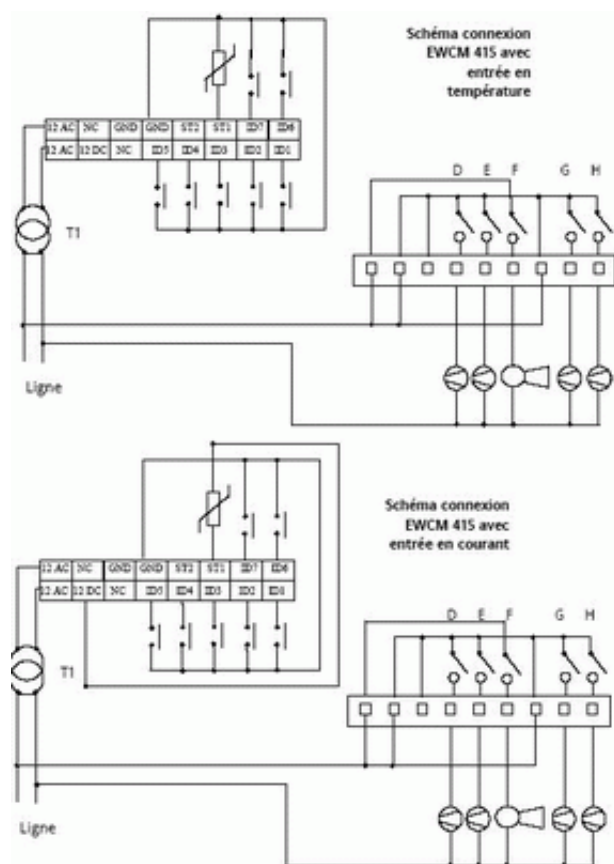 Schéma connexion
EWCM 415 avec
entrée en
température
12 AC NC GND GND ST2 ST1 ID7 ID6
12 AC 12 DC NC ID5 ID4 ID3 ID2 ID1
T1
D E F G H
Ligne
Schéma connexion
EWCM 415 avec
entrée en courant
12 AC NC GND GND ST2 ST1 ID7 ID6
12 AC 12 DC NC ID5 ID4 ID3 ID2 ID1
T1
D E F G H
Ligne